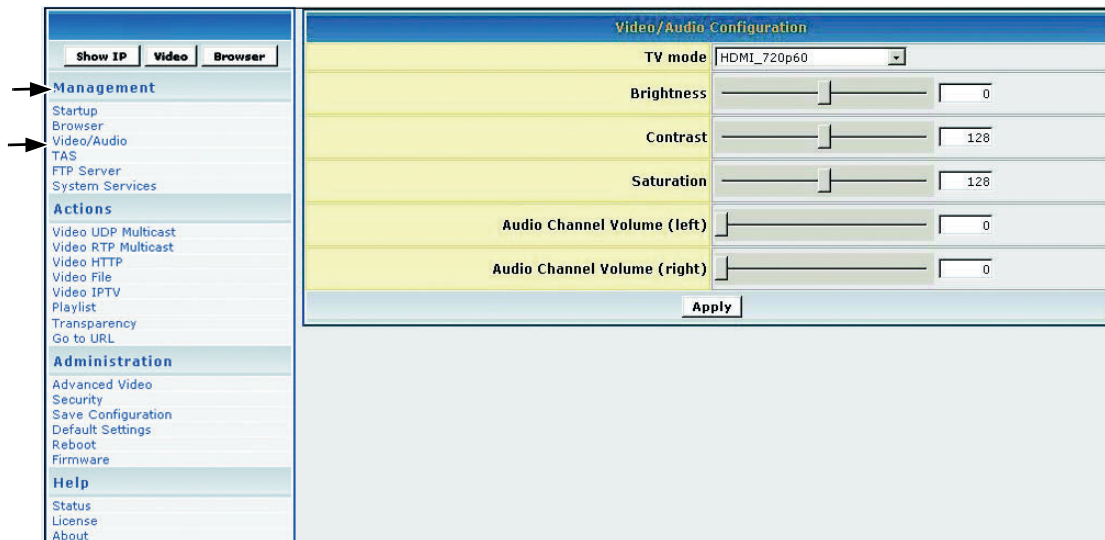 Show IP Video Browser
Management
Startup
Browser
Video/Audio
TAS
FTP Server
System Services
Actions
Video UDP Multicast
Video RTP Multicast
Video HTTP
Video File
Video IPTV
Playlist
Transparency
Go to URL
Administration
Advanced Video
Security
Save Configuration
Default Settings
Reboot
Firmware
Help
Status
License
About
Video/Audio Configuration
TV mode HDMI_720p60
Brightness 0
Contrast 128
Saturation 128
Audio Channel Volume (left) 0
Audio Channel Volume (right) 0
Apply